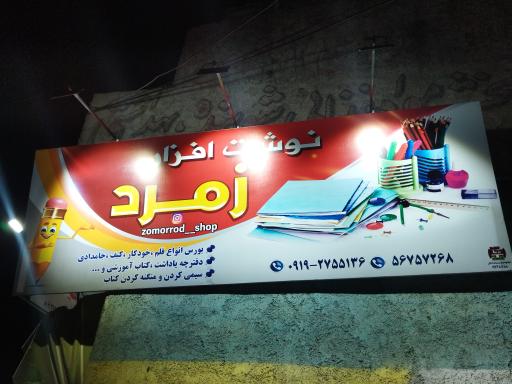 نوشت افزار
زمرد
zomorrod__shop
بورس انواع قلم ،خودکار ،کیف ،جامدادی
دفترچه یاداشت ،کتاب آموزشی و ...
سیمی کردن و منگنه کردن کتاب
۰۹۱۹-۲۷۵۵۱۳۶
۵۶۷۵۷۲۶۸